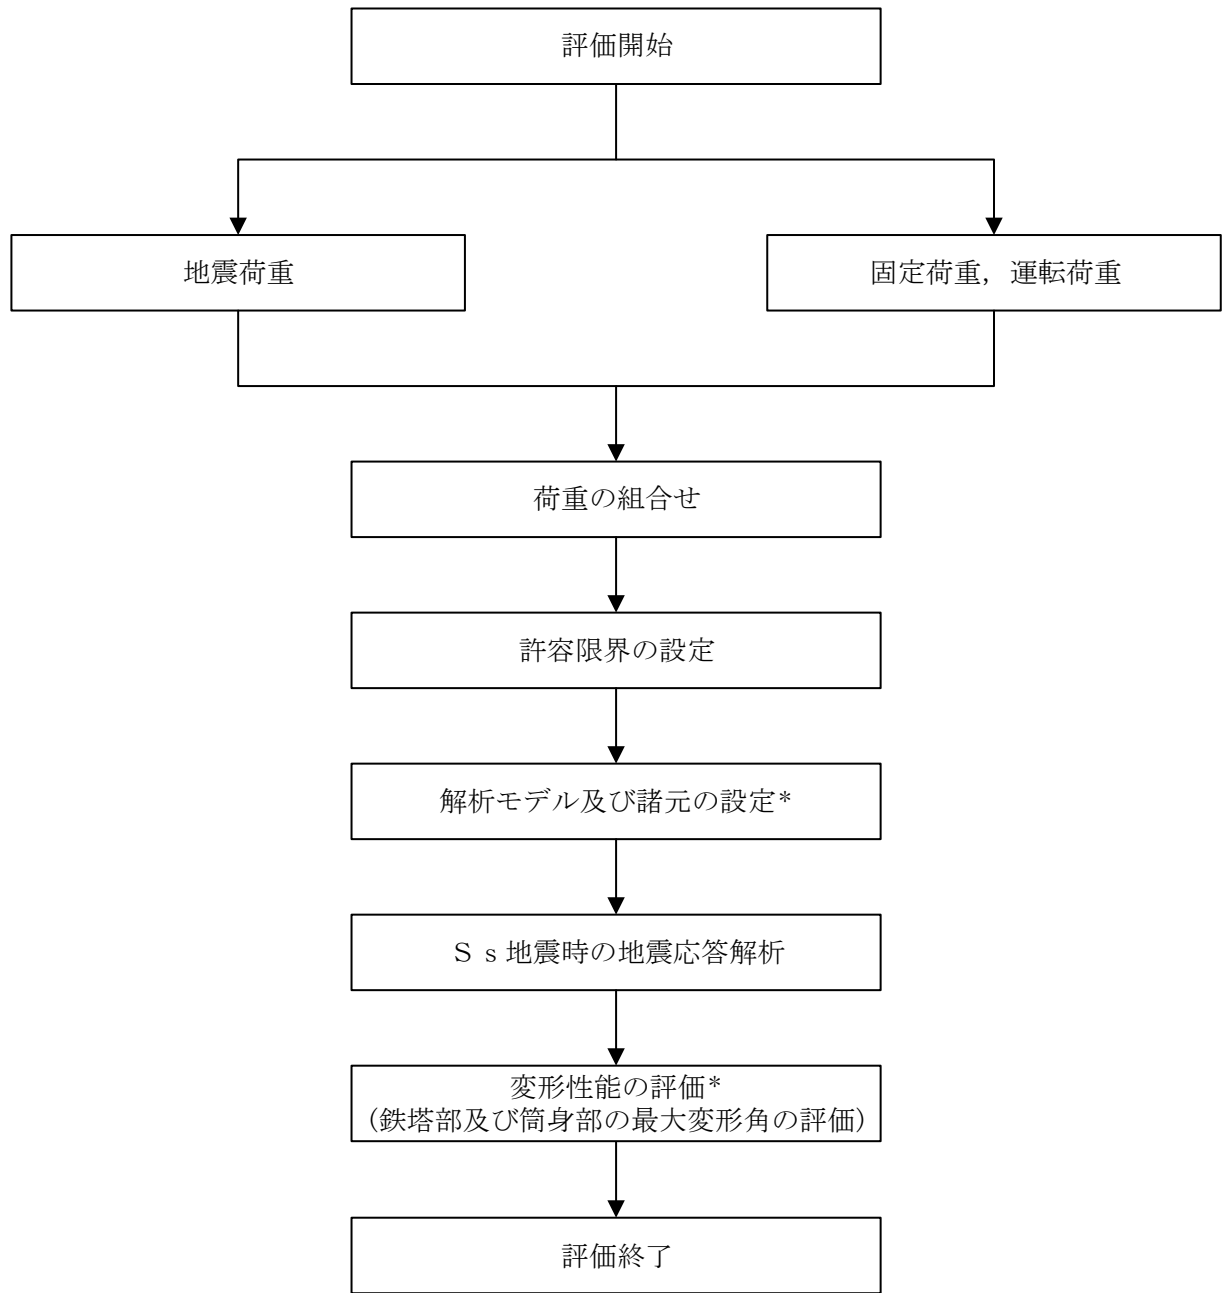 評価開始
地震荷重
固定荷重，運転荷重
荷重の組合せ
許容限界の設定
解析モデル及び諸元の設定*
Ｓｓ地震時の地震応答解析
変形性能の評価*
(鉄塔部及び筒身部の最大変形角の評価)
評価終了